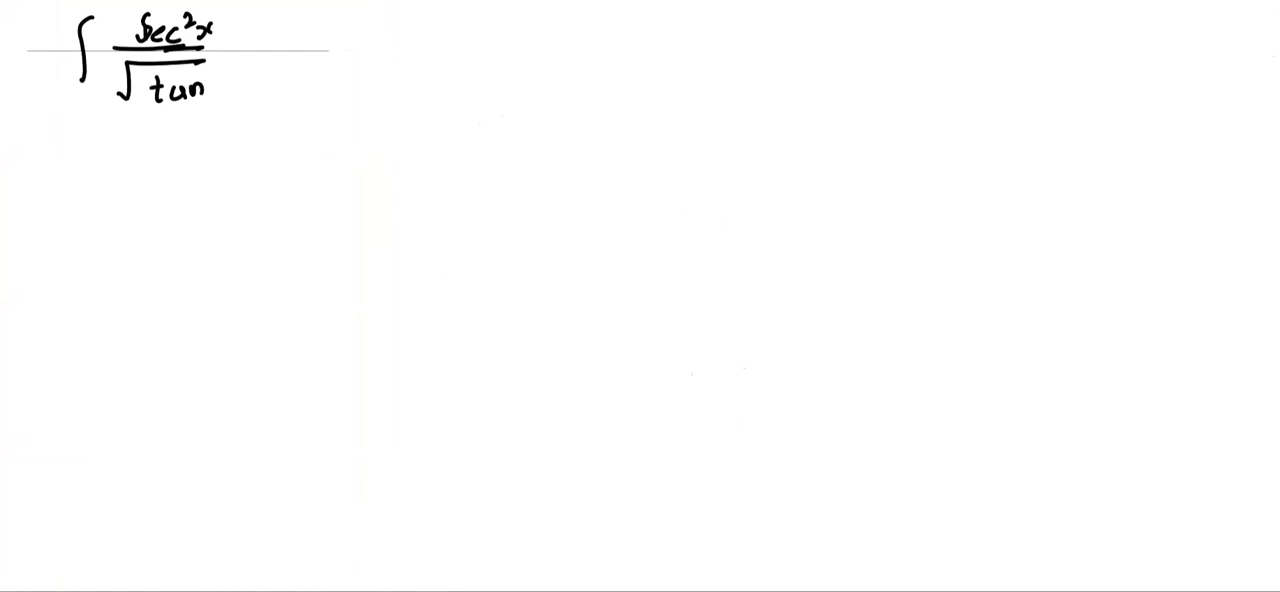 ∫ sec²x / √tan